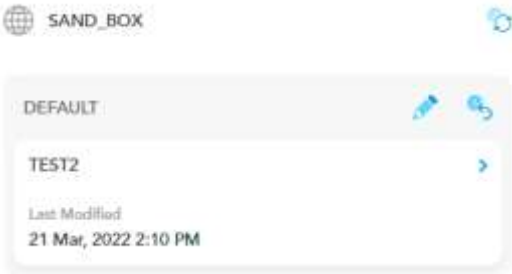 SAND_BOX
DEFAULT
TEST2
Last Modified
21 Mar, 2022 2:10 PM